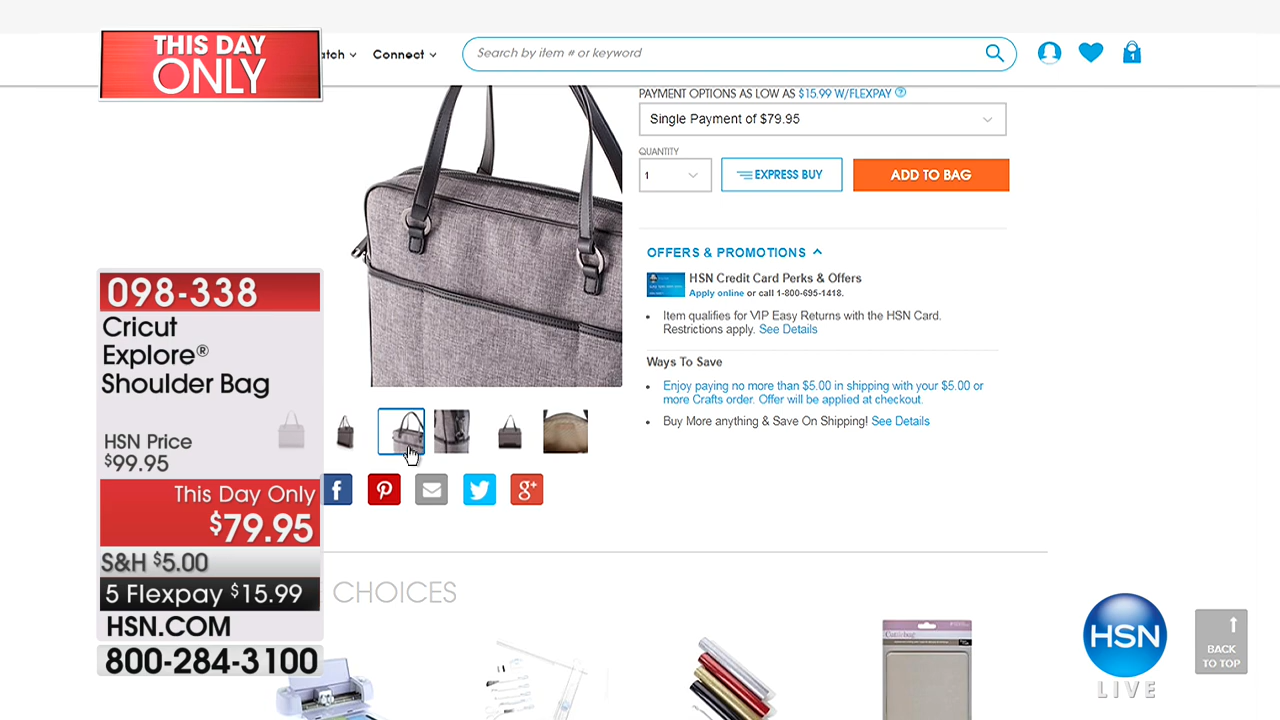 THIS DAY
ONLY
Connect
Search by item # or keyword
1
PAYMENT OPTIONS AS LOW AS $15.99 W/FLEXPAY ?
Single Payment of $79.95
QUANTITY
1
EXPRESS BUY
ADD TO BAG
OFFERS & PROMOTIONS
HSN Credit Card Perks & Offers
Apply online or call 1-800-695-1418.
Item qualifies for VIP Easy Returns with the HSN Card.
Restrictions apply. See Details
Ways To Save
Enjoy paying no more than $5.00 in shipping with your $5.00 or
more Crafts order. Offer will be applied at checkout.
Buy More anything & Save On Shipping! See Details
098-338
Cricut
Explore®
Shoulder Bag
HSN Price
$99.95
This Day Only
$79.95
S&H $5.00
5 Flexpay $15.99
HSN.COM
800-284-3100
f
g+
CHOICES
HSN
LIVE
BACK
TO TOP